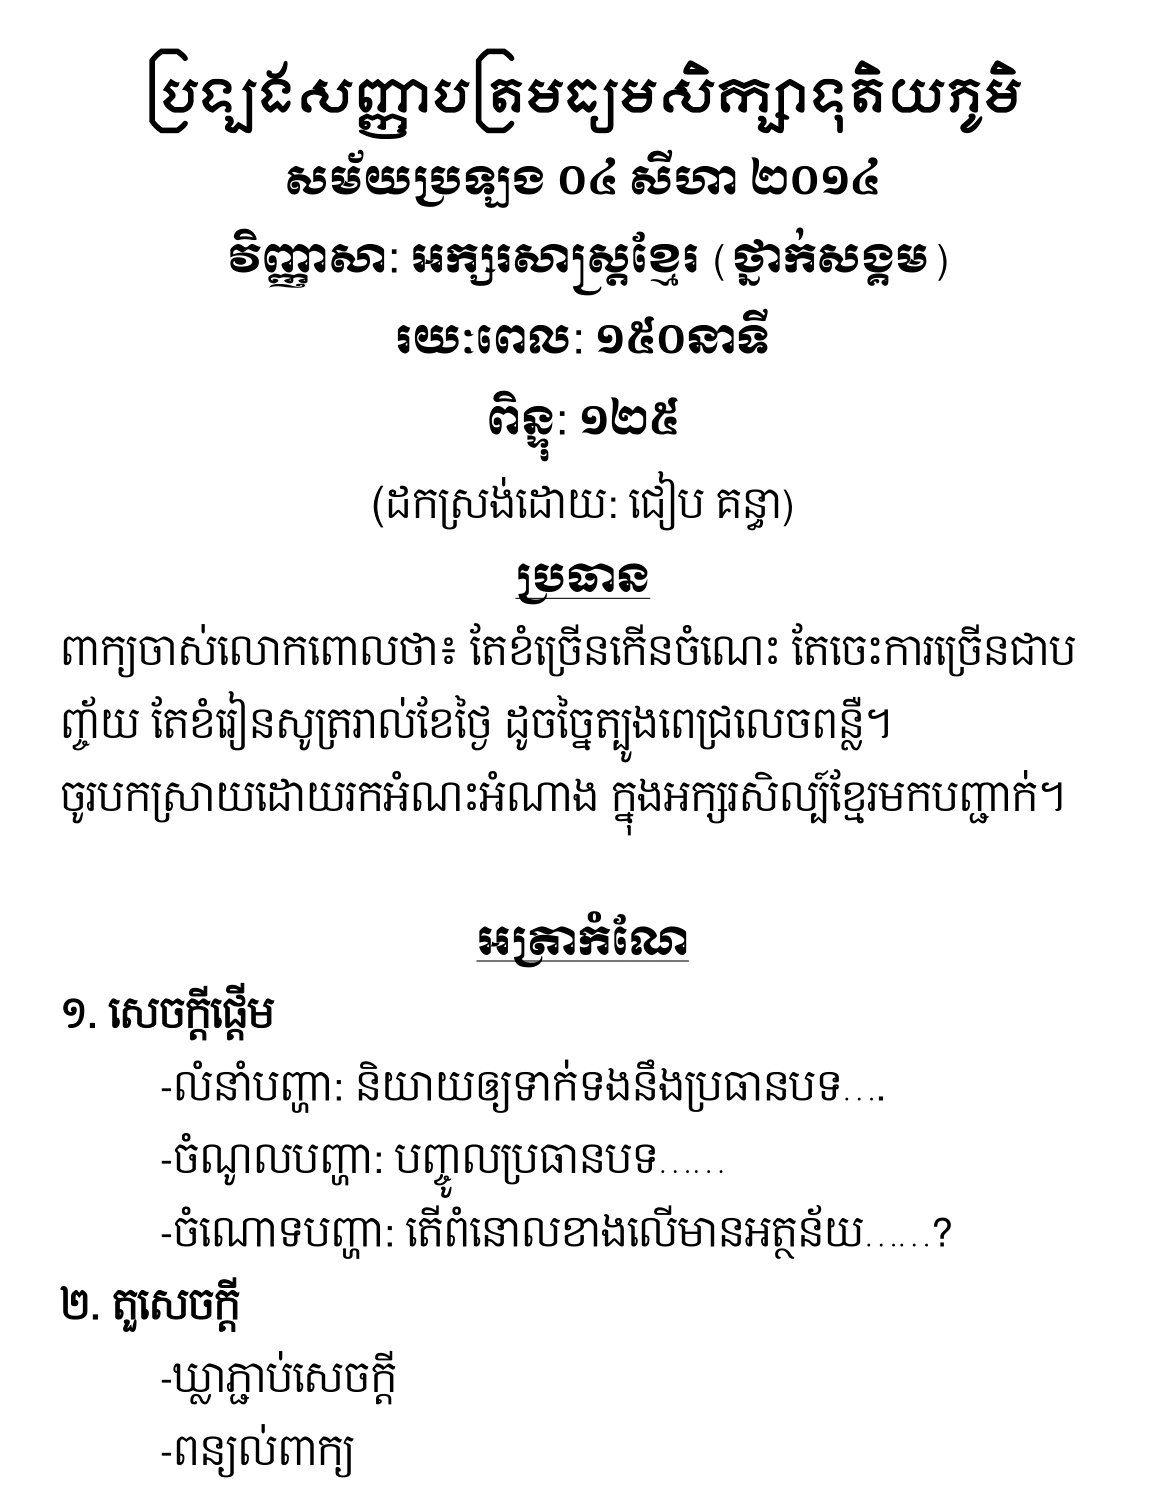 ប្រឡងសញ្ញាបត្រមធ្យមសិក្សាទុតិយភូមិ
សម័យប្រឡង ០៤ សីហា ២០១៤
វិញ្ញាសា: អក្សរសាស្ត្រខ្មែរ (ថ្នាក់សង្គម)
រយៈពេល: ១៥០នាទី
ពិន្ទុ: ១២៥
(ដកស្រង់ដោយ: ជៀប គន្ធា)
ប្រធាន
ពាក្យចាស់លោកពោលថា៖ តែខំច្រើនកើនចំណេះ តែចេះការច្រើនជាប
ញ្ច័យ តែខំរៀនសូត្ររាល់ខែថ្ងៃ ដូចច្នៃត្បូងពេជ្រលេចពន្លឺ។
ចូរបកស្រាយដោយរកអំណះអំណាង ក្នុងអក្សរសិល្ប៍ខ្មែរមកបញ្ជាក់។
អត្រាកំណែ
១. សេចក្តីផ្តើម
-លំនាំបញ្ហា: និយាយឲ្យទាក់ទងនឹងប្រធានបទ….
-ចំណូលបញ្ហា: បញ្ចូលប្រធានបទ……
-ចំណោទបញ្ហា: តើពំនោលខាងលើមានអត្ថន័យ……?
២. តួសេចក្តី
-ឃ្លាភ្ជាប់សេចក្តី
-ពន្យល់ពាក្យ